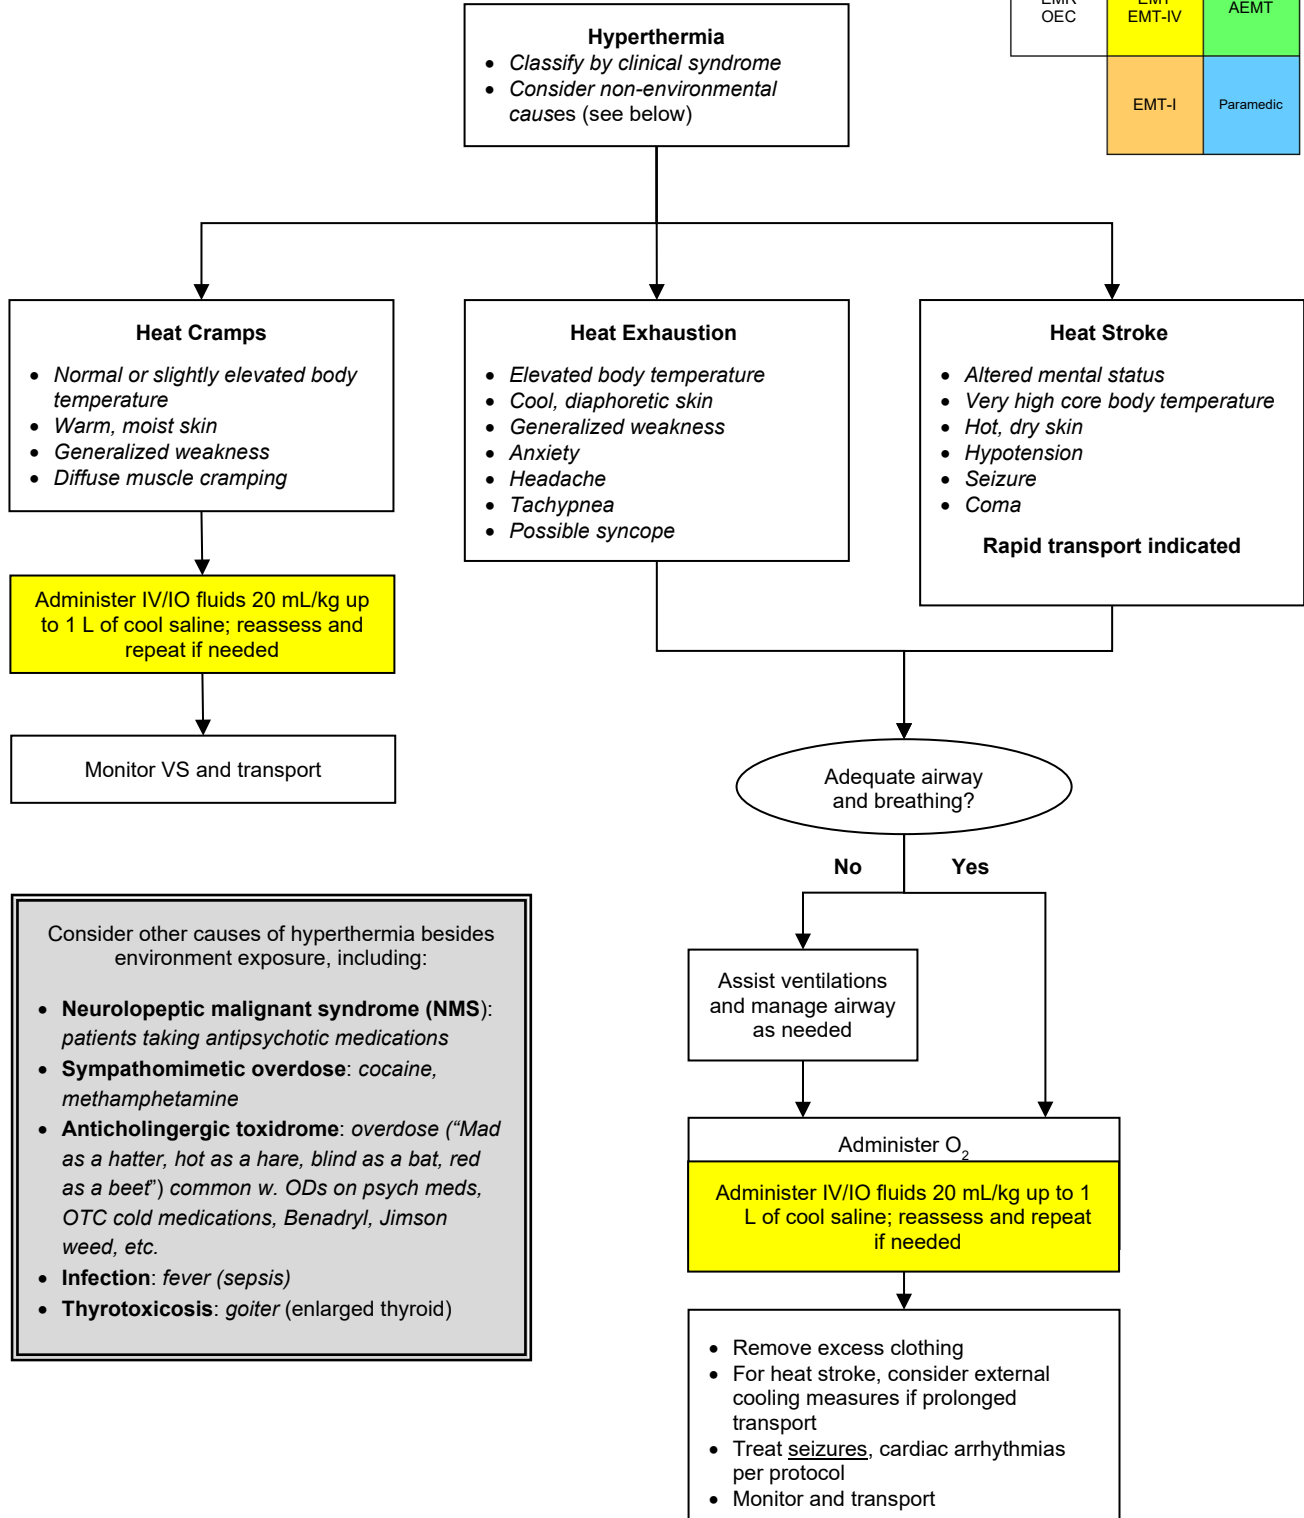 EMR
OEC
EMT
EMT-IV
AEMT
EMT-I
Paramedic
Hyperthermia
• Classify by clinical syndrome
• Consider non-environmental
causes (see below)
Heat Cramps
• Normal or slightly elevated body
temperature
• Warm, moist skin
• Generalized weakness
• Diffuse muscle cramping
Heat Exhaustion
• Elevated body temperature
• Cool, diaphoretic skin
• Generalized weakness
• Anxiety
• Headache
• Tachypnea
• Possible syncope
Heat Stroke
• Altered mental status
• Very high core body temperature
• Hot, dry skin
• Hypotension
• Seizure
• Coma
Rapid transport indicated
Administer IV/IO fluids 20 mL/kg up
to 1 L of cool saline; reassess and
repeat if needed
Monitor VS and transport
Adequate airway
and breathing?
No
Yes
Assist ventilations
and manage airway
as needed
Administer O2
Administer IV/IO fluids 20 mL/kg up to 1
L of cool saline; reassess and repeat
if needed
• Remove excess clothing
• For heat stroke, consider external
cooling measures if prolonged
transport
• Treat seizures, cardiac arrhythmias
per protocol
• Monitor and transport
Consider other causes of hyperthermia besides
environment exposure, including:
• Neurolopeptic malignant syndrome (NMS):
patients taking antipsychotic medications
• Sympathomimetic overdose: cocaine,
methamphetamine
• Anticholingergic toxidrome: overdose (“Mad
as a hatter, hot as a hare, blind as a bat, red
as a beet”) common w. ODs on psych meds,
OTC cold medications, Benadryl, Jimson
weed, etc.
• Infection: fever (sepsis)
• Thyrotoxicosis: goiter (enlarged thyroid)